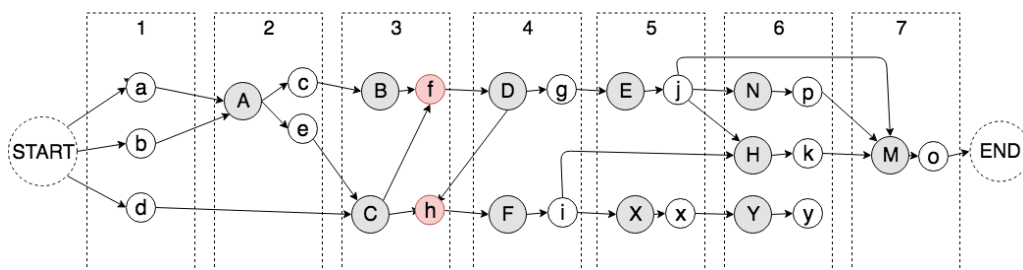 1 2 3 4 5 6 7
a c B f D g E j N p
A
b e
START H k M o END
d C h F i X x Y y